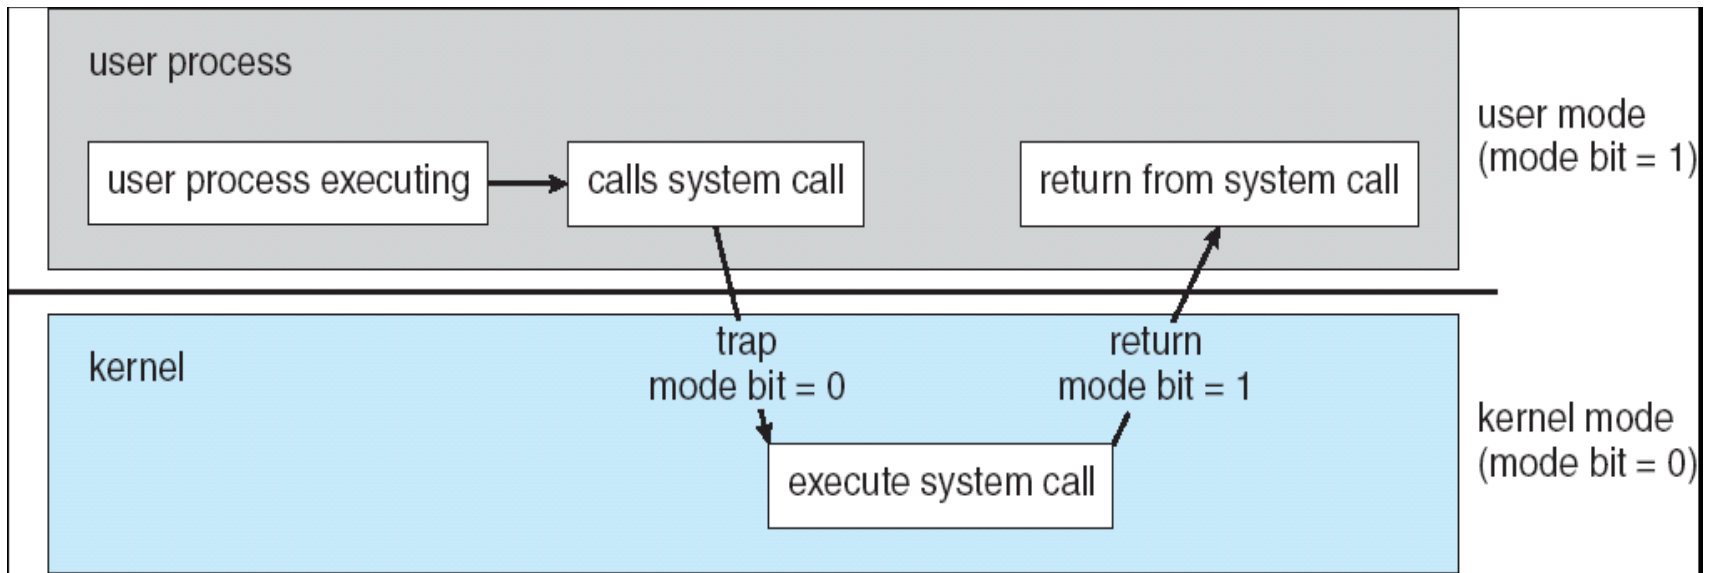 user process
user process executing
calls system call
return from system call
user mode
(mode bit = 1)
kernel
trap
mode bit = 0
return
mode bit = 1
execute system call
kernel mode
(mode bit = 0)